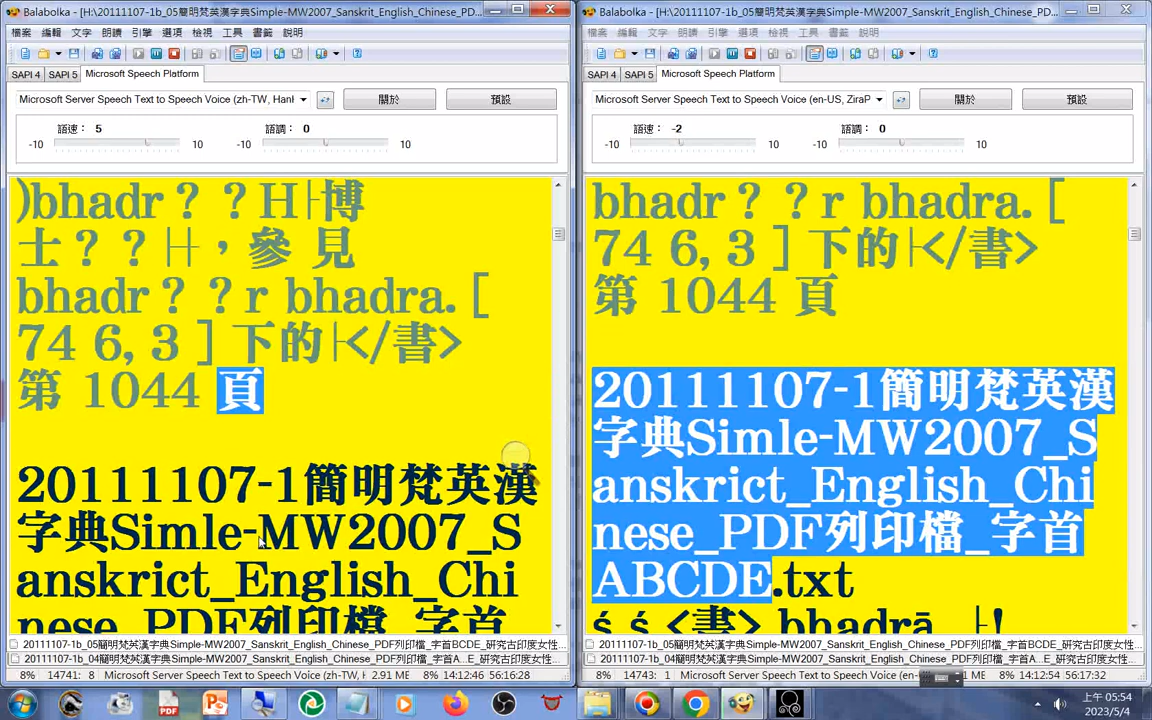 Balabolka - [H:\20111107-1b_05簡明梵英漢字典Simple-MW2007_Sanskrit_English_Chinese_PD...
檔案 編輯 文字 朗讀 引擎 選項 檢視 工具 書籤 說明
SAPI 4 SAPI 5 Microsoft Speech Platform
Microsoft Server Speech Text to Speech Voice (zh-TW, Hanl 關於 預設
語速: 5 語調: 0
-10 10 -10 10
)bhadr？？H├博
士？？├┤，參 見
bhadr？？r bhadra. [
74 6, 3 ] 下的├</書>
第 1044 頁
20111107-1簡明梵英漢
字典Simle-MW2007_S
anskrict_English_Chi
nese_PDF列印檔_字首
20111107-1b_05簡明梵英漢字典Simple-MW2007_Sanskrit_English_Chinese_PDF列印檔_字首BCDE_研究古印度女性...
20111107-1b_04簡明梵英漢字典Simple-MW2007_Sanskrit_English_Chinese_PDF列印檔_字首A...E_研究古印度女性...
8% 14741: 8 Microsoft Server Speech Text to Speech Voice (zh-TW, H 2.91 MB 8% 14:12:46 56:16:28
Balabolka - [H:\20111107-1b_05簡明梵英漢字典Simple-MW2007_Sanskrit_English_Chinese_PD...
檔案 編輯 文字 朗讀 引擎 選項 檢視 工具 書籤 說明
SAPI 4 SAPI 5 Microsoft Speech Platform
Microsoft Server Speech Text to Speech Voice (en-US, ZiraP 關於 預設
語速: -2 語調: 0
-10 10 -10 10
bhadr？？r bhadra. [
74 6, 3 ] 下的├</書>
第 1044 頁
20111107-1簡明梵英漢
字典Simle-MW2007_S
anskrict_English_Chi
nese_PDF列印檔_字首
ABCDE.txt
ś ś <書> bhadrā ├!
20111107-1b_05簡明梵英漢字典Simple-MW2007_Sanskrit_English_Chinese_PDF列印檔_字首BCDE_研究古印度女性...
20111107-1b_04簡明梵英漢字典Simple-MW2007_Sanskrit_English_Chinese_PDF列印檔_字首A...E_研究古印度女性...
8% 14743: 1 Microsoft Server Speech Text to Speech Voice MB 8% 14:12:54 56:17:32
PDF
上午 05:54
2023/5/4